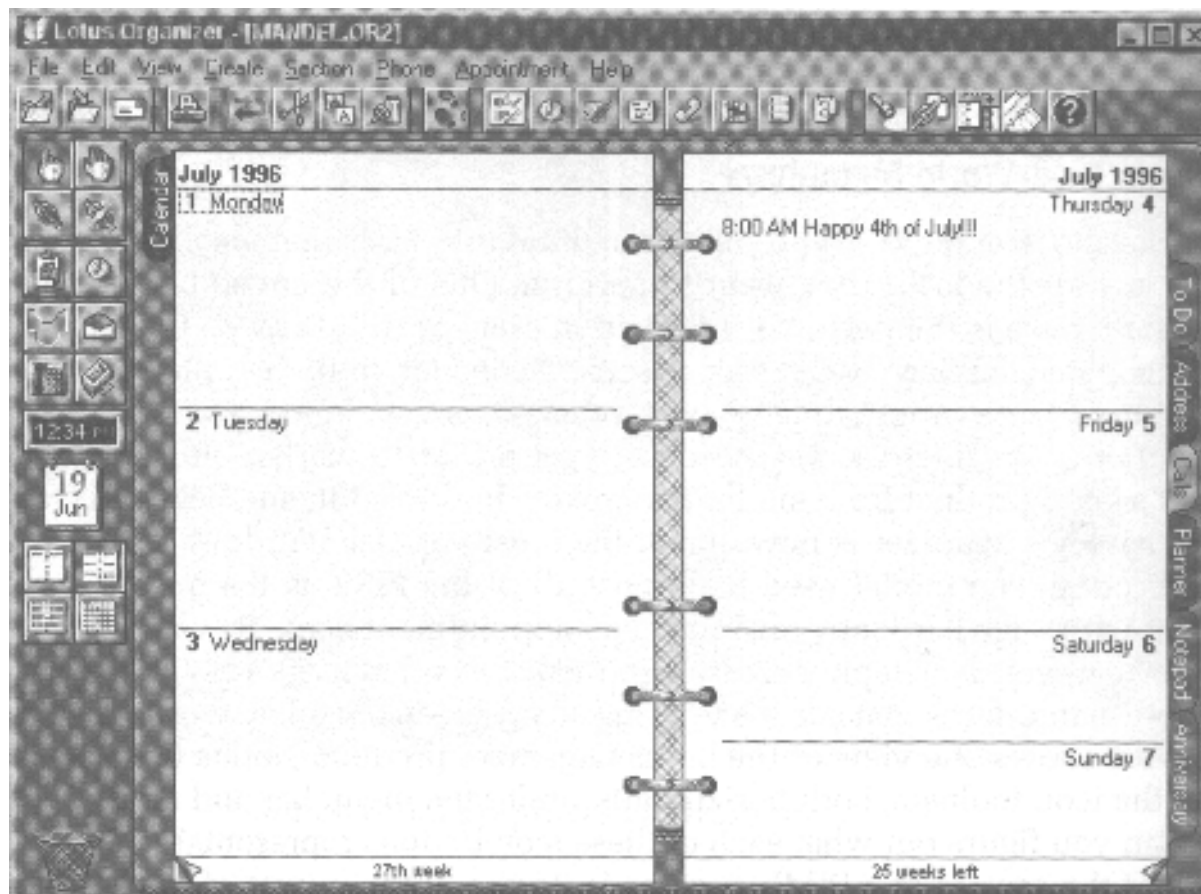 Lotus Organizer - [MANDEL.OR2]
File Edit View Create Section Phone Appointment Help
Calendar
July 1996
1 Monday
2 Tuesday
3 Wednesday
27th week
July 1996
Thursday 4
8:00 AM Happy 4th of July!!!
Friday 5
Saturday 6
Sunday 7
25 weeks left
To Do
Address
Calls
Planner
Notepad
Anniversary
12:34
19
Jun